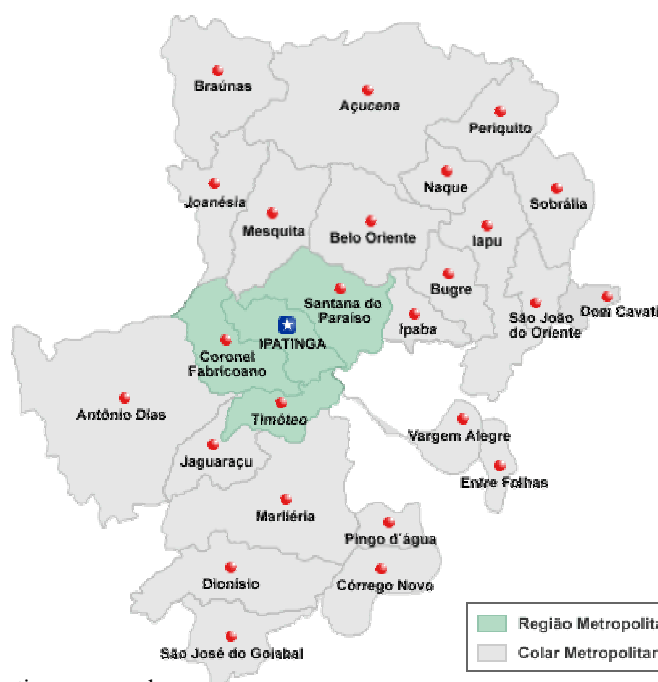 Braúnas
Açucena
Periquito
Naque
Joanésia
Sobrália
Mesquita
Belo Oriente
Iapu
Bugre
Santana do
Paraíso
São João
do Oriente
Dom Cavati
Ipaba
IPATINGA
Coronel
Fabricoano
Antônio Dias
Timóteo
Vargem Alegre
Jaguaraçu
Entre Folhas
Marliéria
Pingo d'água
Dionísio
Córrego Novo
Região Metropolita
São José do Goiabal
Colar Metropolitan